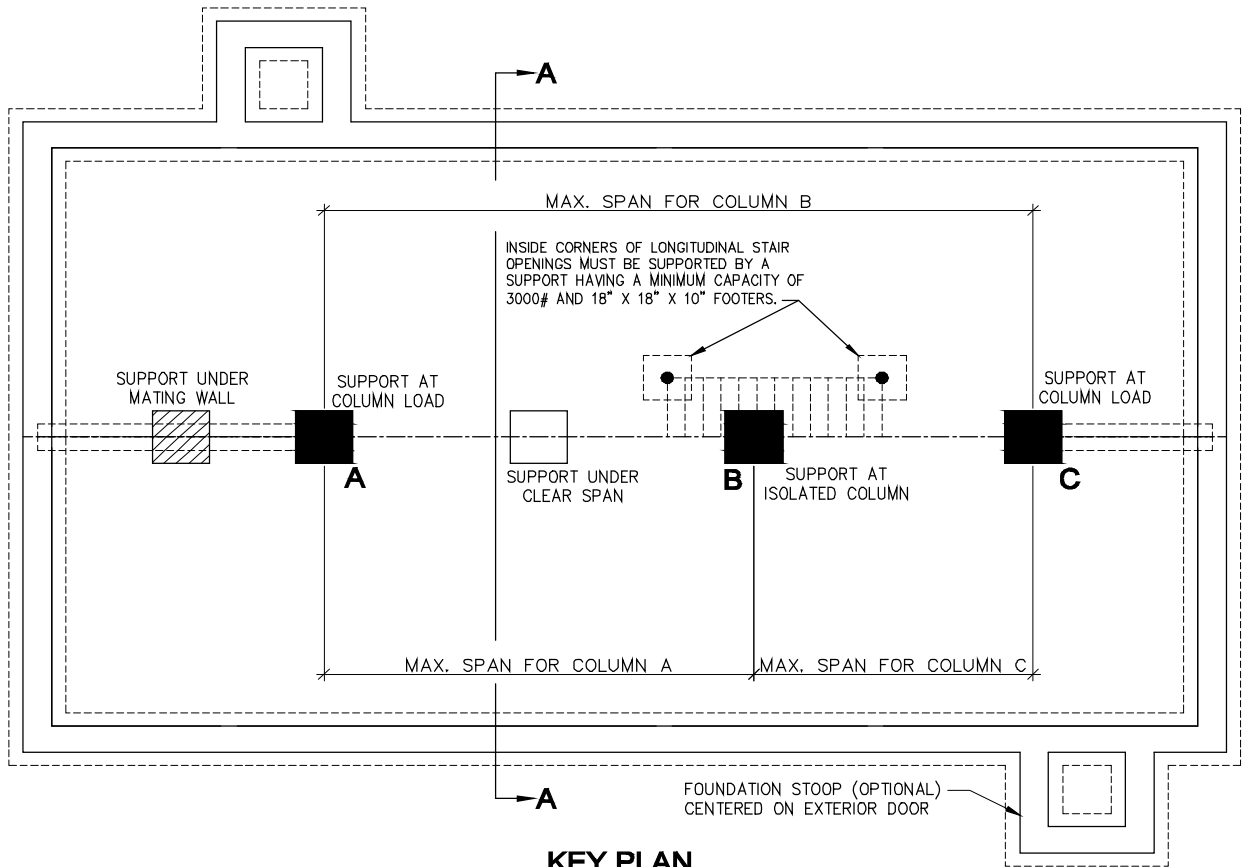 A
MAX. SPAN FOR COLUMN B
INSIDE CORNERS OF LONGITUDINAL STAIR
OPENINGS MUST BE SUPPORTED BY A
SUPPORT HAVING A MINIMUM CAPACITY OF
3000# AND 18" X 18" X 10" FOOTERS.
SUPPORT UNDER
MATING WALL
SUPPORT AT
COLUMN LOAD
SUPPORT AT
COLUMN LOAD
A
SUPPORT UNDER
CLEAR SPAN
B
SUPPORT AT
ISOLATED COLUMN
C
MAX. SPAN FOR COLUMN A
MAX. SPAN FOR COLUMN C
A
FOUNDATION STOOP (OPTIONAL)
CENTERED ON EXTERIOR DOOR
KEY PLAN